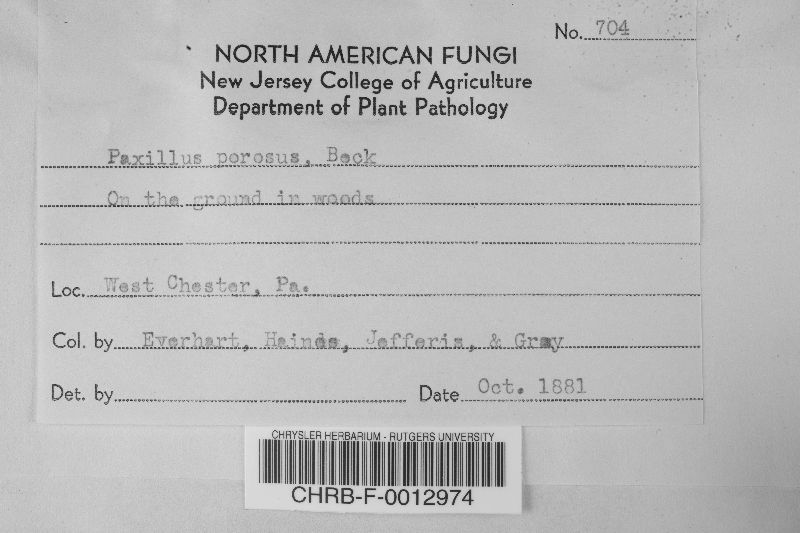 No. 704
NORTH AMERICAN FUNGI
New Jersey College of Agriculture
Department of Plant Pathology
Paxillus porosus, Beck
On the ground in woods
Loc. West Chester, Pa.
Col. by Everhart, Haines, Jefferis, & Gray
Det. by
Date Oct. 1881
CHRYSLER HERBARIUM - RUTGERS UNIVERSITY
CHRB-F-0012974